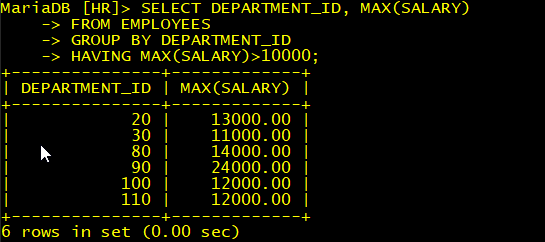 MariaDB [HR]> SELECT DEPARTMENT_ID, MAX(SALARY)
    -> FROM EMPLOYEES
    -> GROUP BY DEPARTMENT_ID
    -> HAVING MAX(SALARY)>10000;
+---------------+-------------+
| DEPARTMENT_ID | MAX(SALARY) |
+---------------+-------------+
|            20 |    13000.00 |
|            30 |    11000.00 |
|            80 |    14000.00 |
|            90 |    24000.00 |
|           100 |    12000.00 |
|           110 |    12000.00 |
+---------------+-------------+
6 rows in set (0.00 sec)